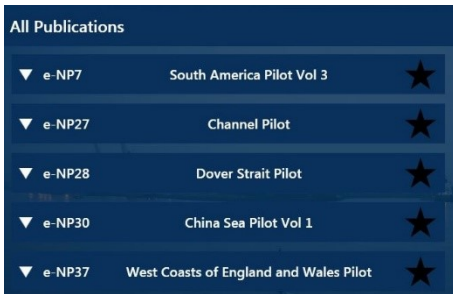 All Publications
e-NP7 South America Pilot Vol 3
e-NP27 Channel Pilot
e-NP28 Dover Strait Pilot
e-NP30 China Sea Pilot Vol 1
e-NP37 West Coasts of England and Wales Pilot